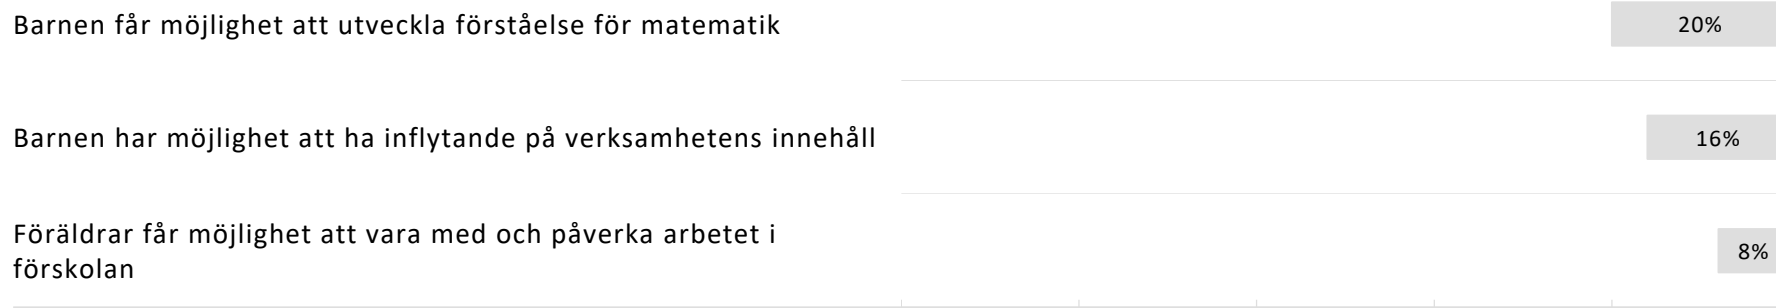 Barnen får möjlighet att utveckla förståelse för matematik 20%
Barnen har möjlighet att ha inflytande på verksamhetens innehåll 16%
Föräldrar får möjlighet att vara med och påverka arbetet i
förskolan
8%